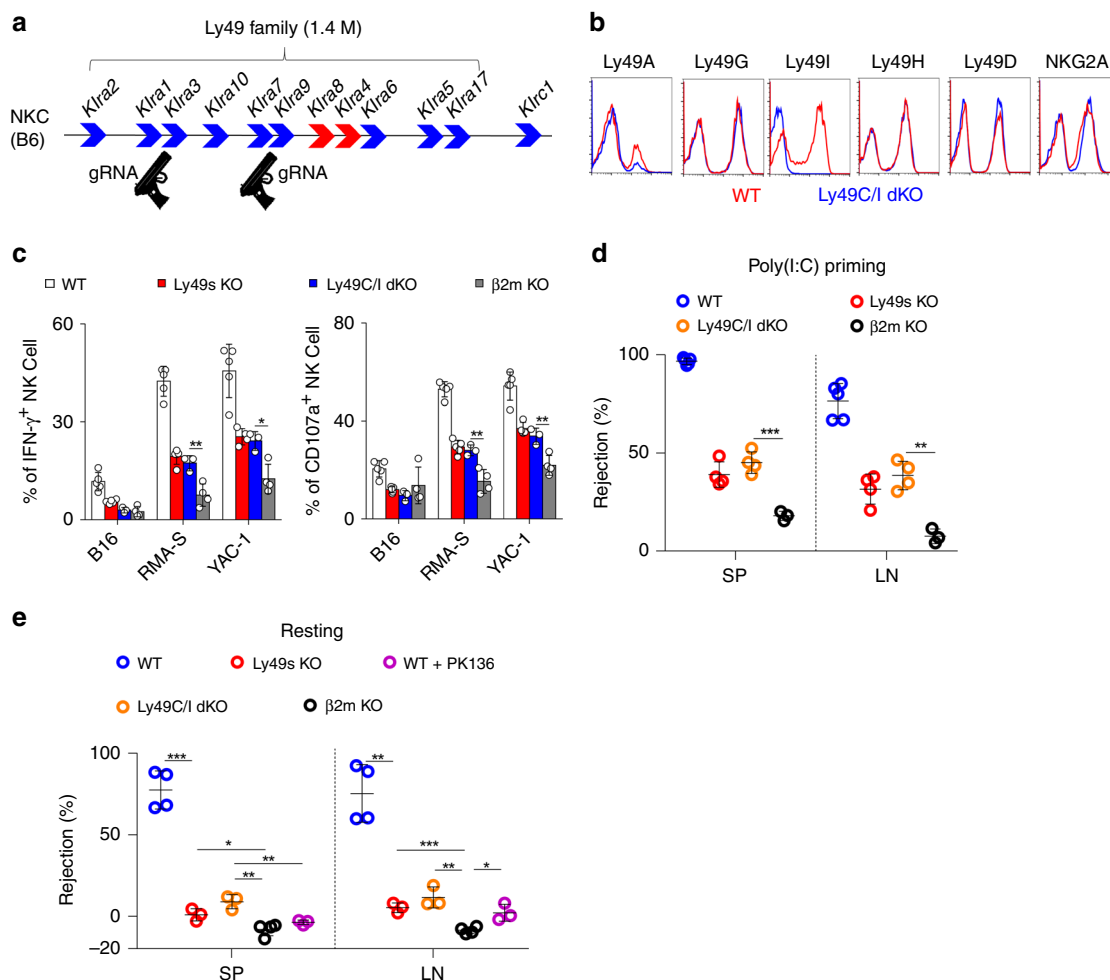 a
Ly49 family (1.4 M)
Klra2 Klra1 Klra3 Klra10 Klra7 Klra9 Klra8 Klra4 Klra6 Klra5 Klra17 Klrc1
NKC
(B6)
gRNA gRNA
b
Ly49A Ly49G Ly49I Ly49H Ly49D NKG2A
WT Ly49C/I dKO
c
WT Ly49s KO Ly49C/I dKO β2m KO
% of IFN-γ+ NK Cell
60
30
0
B16 RMA-S YAC-1
** *
% of CD107a+ NK Cell
80
40
0
B16 RMA-S YAC-1
** **
d
Poly(I:C) priming
WT Ly49s KO
Ly49C/I dKO β2m KO
Rejection (%)
100
50
0
*** **
SP LN
e
Resting
WT Ly49s KO WT + PK136
Ly49C/I dKO β2m KO
Rejection (%)
100
50
0
−20
*** * ** **
** *** ** *
SP LN